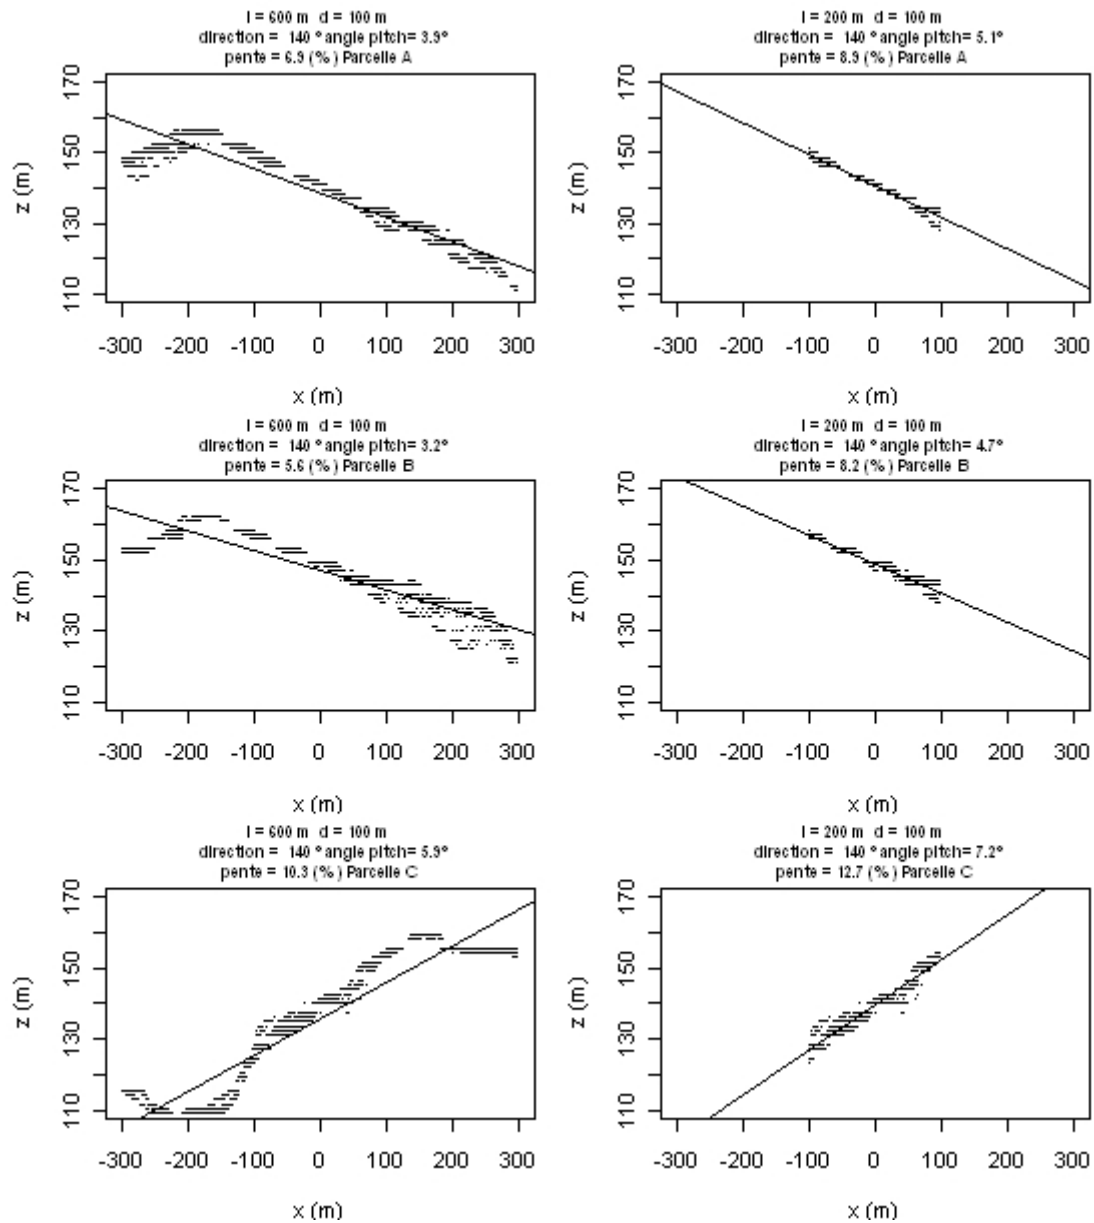 l = 600 m d = 100 m
direction = 140 ° angle pitch= 3.9°
pente = 6.9 (%) Parcelle A
z (m)
170
150
130
110
-300 -200 -100 0 100 200 300
x (m)
l = 200 m d = 100 m
direction = 140 ° angle pitch= 5.1°
pente = 8.9 (%) Parcelle A
z (m)
170
150
130
110
-300 -200 -100 0 100 200 300
x (m)
l = 600 m d = 100 m
direction = 140 ° angle pitch= 3.2°
pente = 5.6 (%) Parcelle B
z (m)
170
150
130
110
-300 -200 -100 0 100 200 300
x (m)
l = 200 m d = 100 m
direction = 140 ° angle pitch= 4.7°
pente = 8.2 (%) Parcelle B
z (m)
170
150
130
110
-300 -200 -100 0 100 200 300
x (m)
l = 600 m d = 100 m
direction = 140 ° angle pitch= 5.9°
pente = 10.3 (%) Parcelle C
z (m)
170
150
130
110
-300 -200 -100 0 100 200 300
x (m)
l = 200 m d = 100 m
direction = 140 ° angle pitch= 7.2°
pente = 12.7 (%) Parcelle C
z (m)
170
150
130
110
-300 -200 -100 0 100 200 300
x (m)